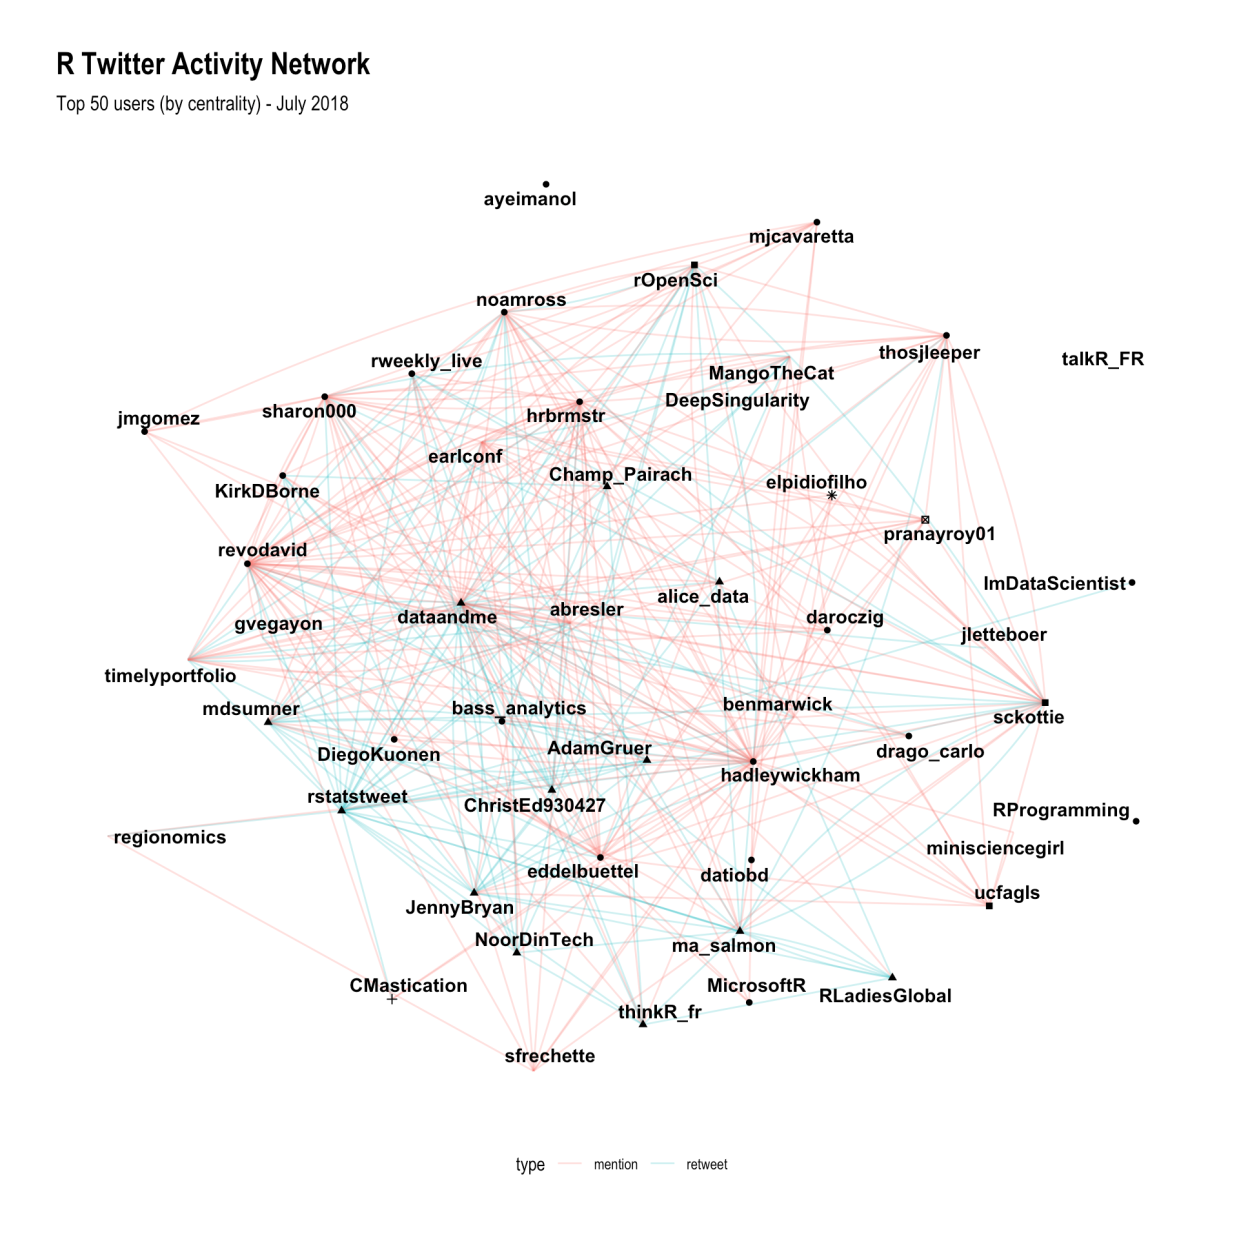 R Twitter Activity Network
Top 50 users (by centrality) - July 2018
ayeimanol
mjcavaretta
rOpenSci
noamross
thosjleeper
talkR_FR
rweekly_live
MangoTheCat
DeepSingularity
sharon000
hrbrmstr
jmgomez
earlconf
Champ_Pairach
elpidiofilho
KirkDBorne
pranayroy01
revodavid
ImDataScientist
alice_data
abresler
dataandme
daroczig
gvegayon
jletteboer
timelyportfolio
mdsumner
bass_analytics
benmarwick
sckottie
DiegoKuonen
AdamGruer
drago_carlo
hadleywickham
rstatstweet
ChristEd930427
RProgramming
regionomics
minisciencegirl
eddelbuettel
datiobd
ucfagls
JennyBryan
NoorDinTech
ma_salmon
CMastication
MicrosoftR
RLadiesGlobal
thinkR_fr
sfrechette
type mention retweet